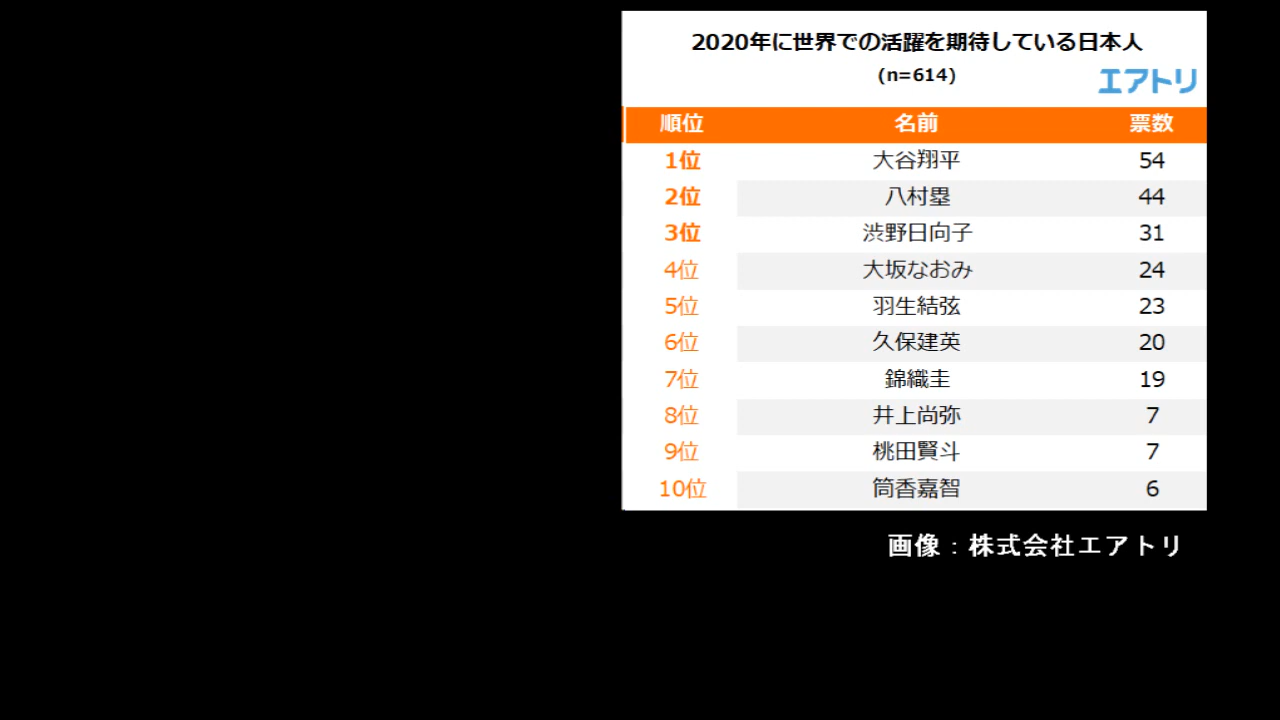 2020年に世界での活躍を期待している日本人
(n=614)
エアトリ
順位 名前 票数
1位 大谷翔平 54
2位 八村塁 44
3位 渋野日向子 31
4位 大坂なおみ 24
5位 羽生結弦 23
6位 久保建英 20
7位 錦織圭 19
8位 井上尚弥 7
9位 桃田賢斗 7
10位 筒香嘉智 6
画像：株式会社エアトリ